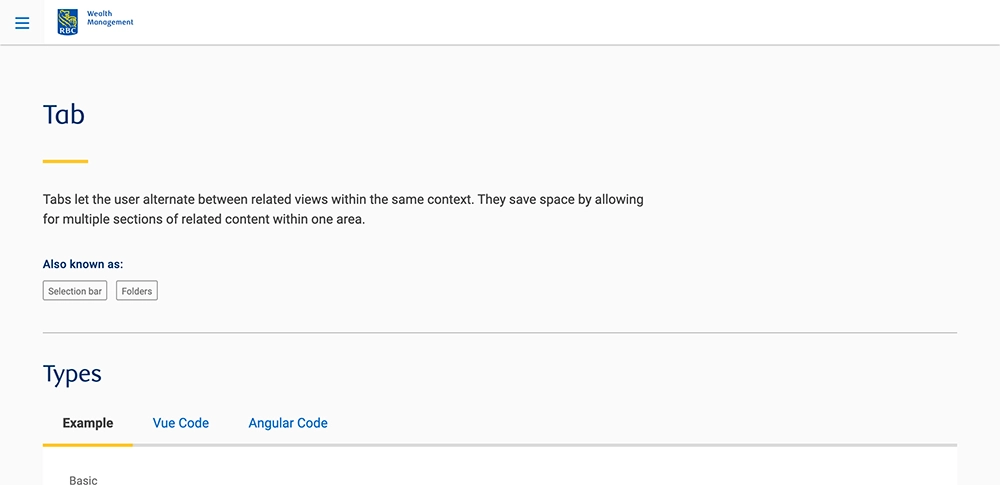 Wealth
Management
RBC
Tab
Tabs let the user alternate between related views within the same context. They save space by allowing
for multiple sections of related content within one area.
Also known as:
Selection bar Folders
Types
Example Vue Code Angular Code
Basic